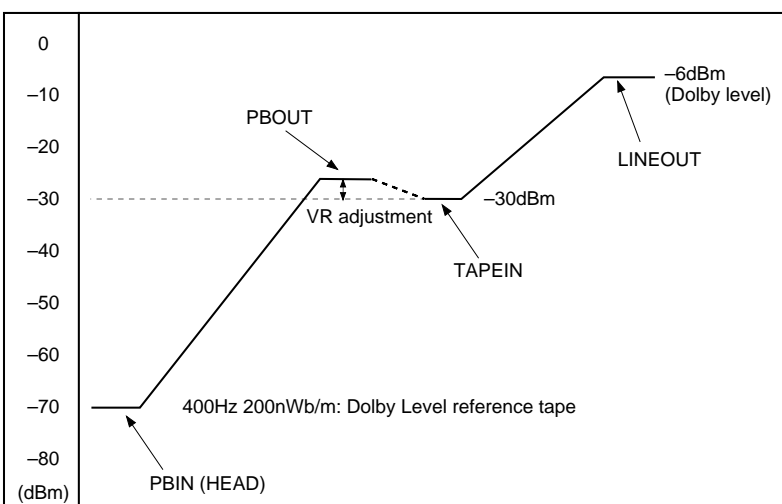 0
–10
–20
–30
–40
–50
–60
–70
–80
(dBm)
PBOUT
–6dBm
(Dolby level)
LINEOUT
–30dBm
VR adjustment
TAPEIN
400Hz 200nWb/m: Dolby Level reference tape
PBIN (HEAD)